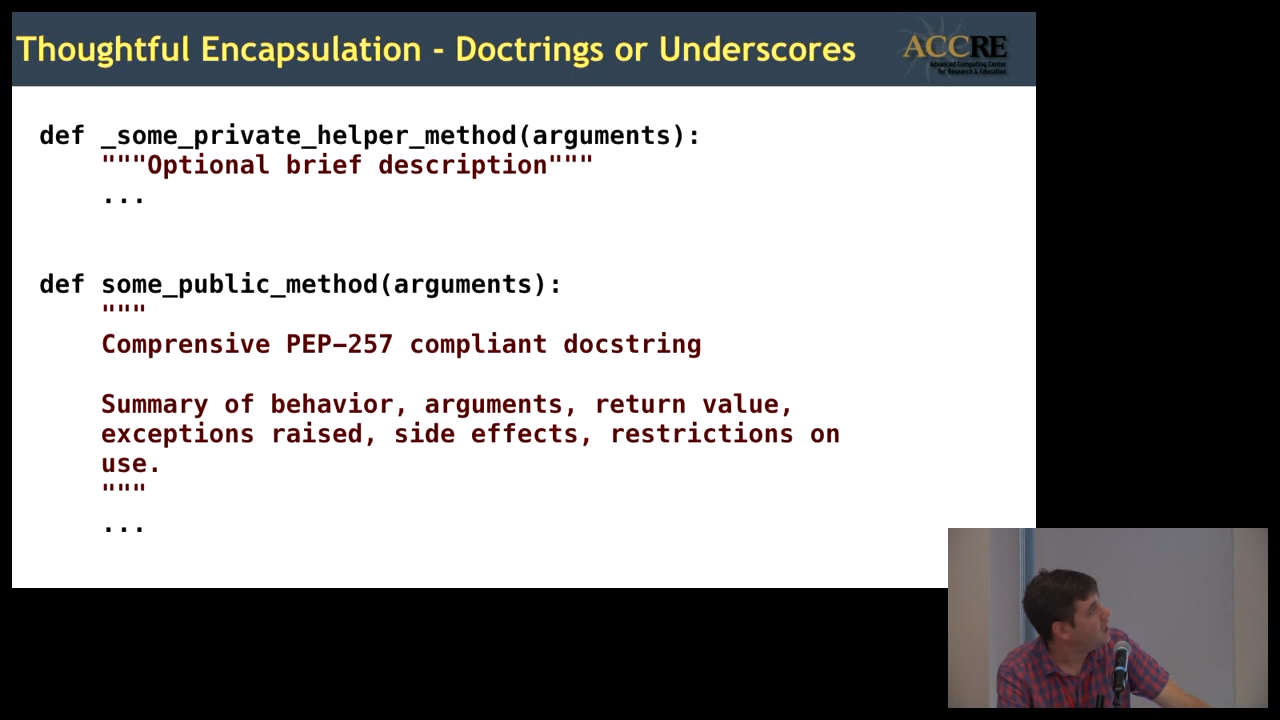 Thoughtful Encapsulation - Doctrings or Underscores
ACCRE
Advanced Computing Center
for Research & Education
def _some_private_helper_method(arguments):
"""Optional brief description"""
...
def some_public_method(arguments):
"""
Comprensive PEP–257 compliant docstring
Summary of behavior, arguments, return value,
exceptions raised, side effects, restrictions on
use.
"""
...